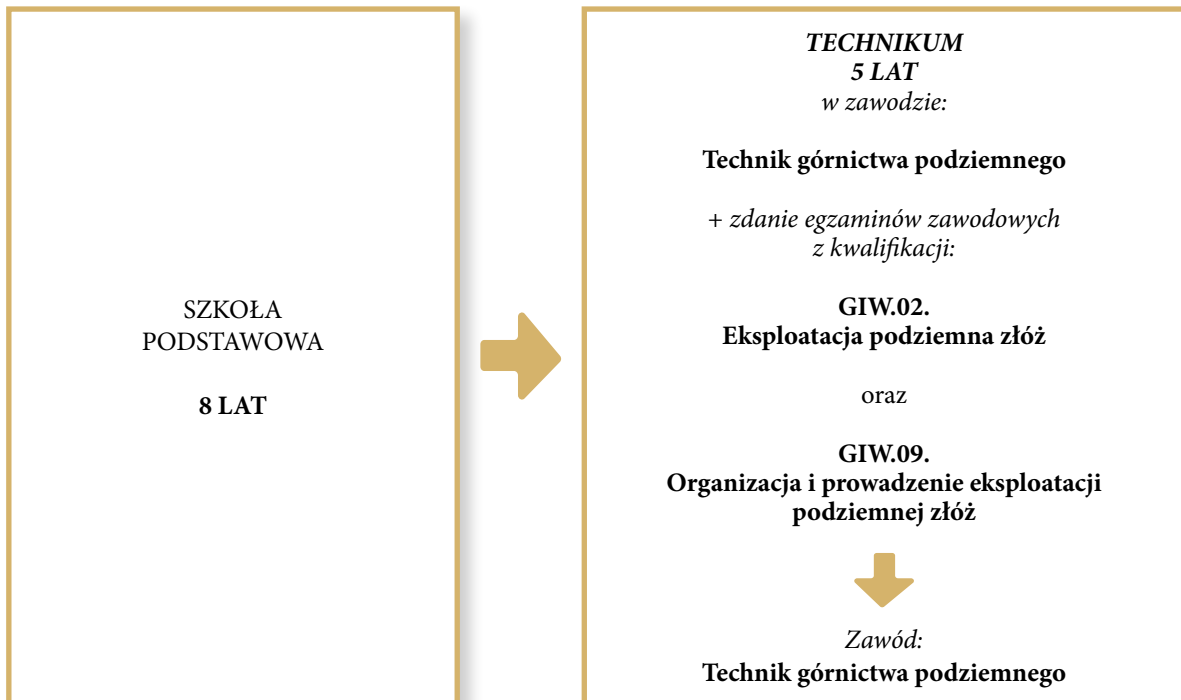 SZKOŁA
PODSTAWOWA
8 LAT
TECHNIKUM
5 LAT
w zawodzie:
Technik górnictwa podziemnego
+ zdanie egzaminów zawodowych
z kwalifikacji:
GIW.02.
Eksploatacja podziemna złóż
oraz
GIW.09.
Organizacja i prowadzenie eksploatacji
podziemnej złóż
Zawód:
Technik górnictwa podziemnego